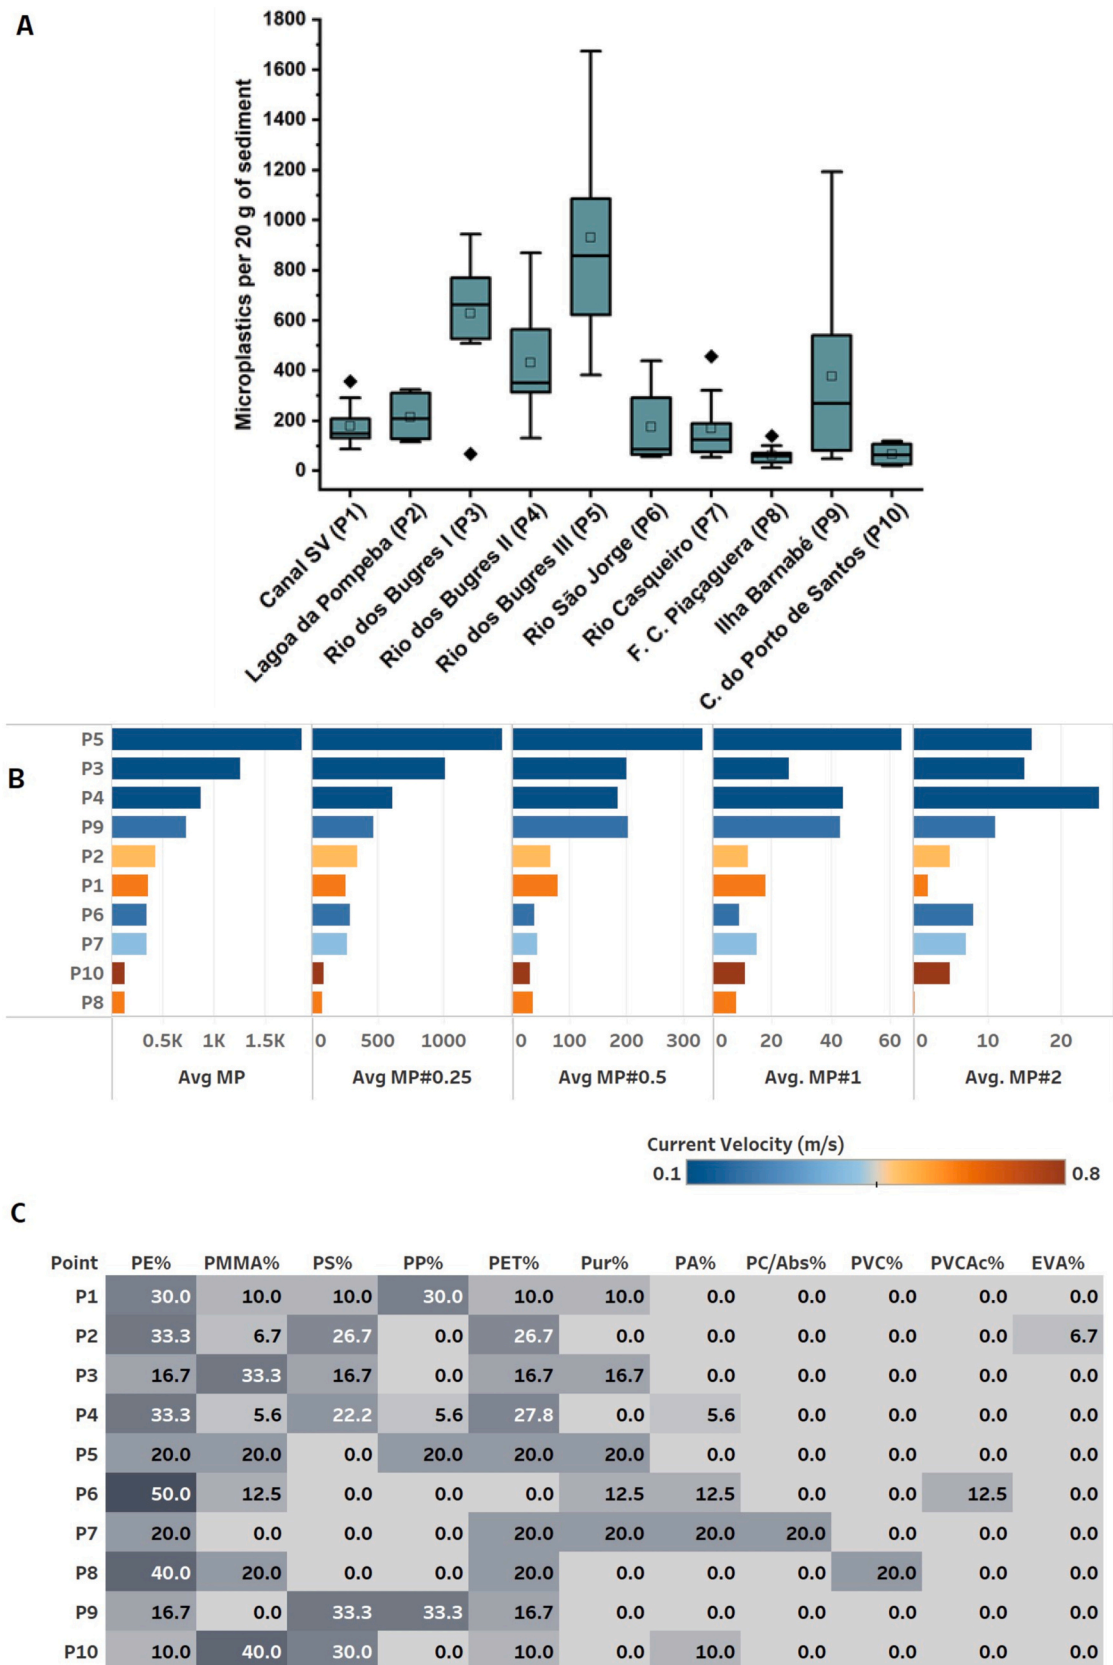 A
Microplastics per 20 g of sediment
1800
1600
1400
1200
1000
800
600
400
200
0
Canal SV (P1)
Lagoa da Pompeba (P2)
Rio dos Bugres I (P3)
Rio dos Bugres II (P4)
Rio dos Bugres III (P5)
Rio São Jorge (P6)
Rio Casqueiro (P7)
F. C. Piaçaguera (P8)
Ilha Barnabé (P9)
C. do Porto de Santos (P10)
B
P5
P3
P4
P9
P2
P1
P6
P7
P10
P8
0.5K 1K 1.5K 0 500 1000 0 100 200 300 0 20 40 60 0 10 20
Avg MP Avg MP#0.25 Avg MP#0.5 Avg. MP#1 Avg. MP#2
Current Velocity (m/s)
0.1 0.8
C
Point PE% PMMA% PS% PP% PET% Pur% PA% PC/Abs% PVC% PVCAc% EVA%
P1 30.0 10.0 10.0 30.0 10.0 10.0 0.0 0.0 0.0 0.0 0.0
P2 33.3 6.7 26.7 0.0 26.7 0.0 0.0 0.0 0.0 0.0 6.7
P3 16.7 33.3 16.7 0.0 16.7 16.7 0.0 0.0 0.0 0.0 0.0
P4 33.3 5.6 22.2 5.6 27.8 0.0 5.6 0.0 0.0 0.0 0.0
P5 20.0 20.0 0.0 20.0 20.0 20.0 0.0 0.0 0.0 0.0 0.0
P6 50.0 12.5 0.0 0.0 0.0 12.5 12.5 0.0 0.0 12.5 0.0
P7 20.0 0.0 0.0 0.0 20.0 20.0 20.0 20.0 0.0 0.0 0.0
P8 40.0 20.0 0.0 0.0 20.0 0.0 0.0 0.0 20.0 0.0 0.0
P9 16.7 0.0 33.3 33.3 16.7 0.0 0.0 0.0 0.0 0.0 0.0
P10 10.0 40.0 30.0 0.0 10.0 0.0 10.0 0.0 0.0 0.0 0.0